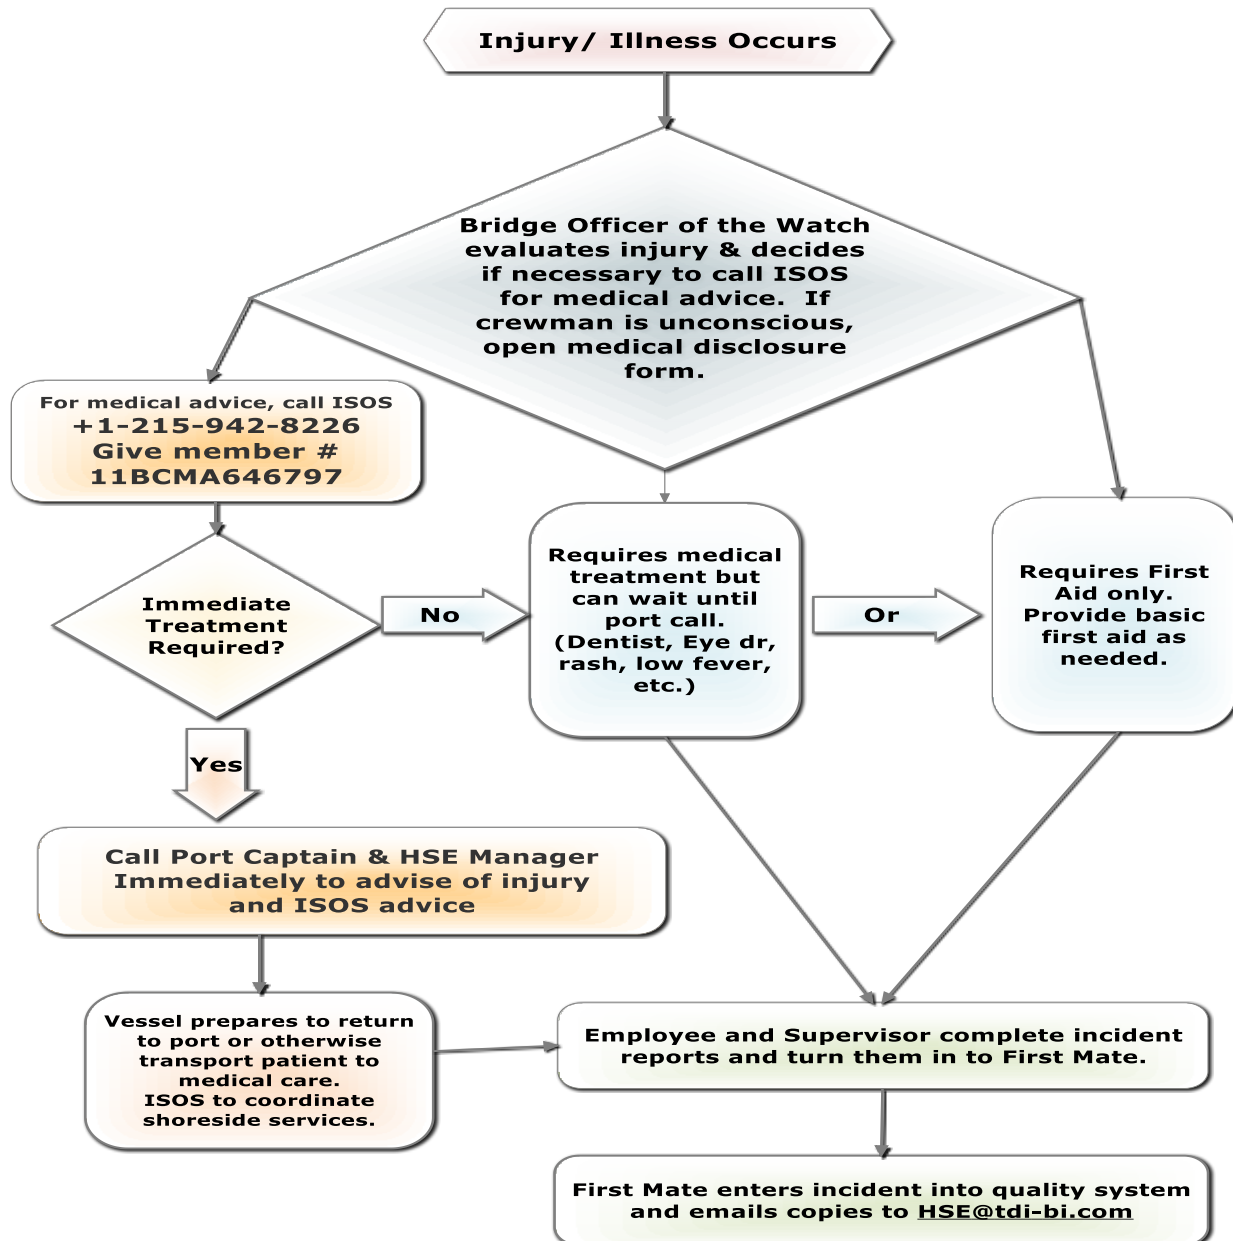 Injury/ Illness Occurs
Bridge Officer of the Watch
evaluates injury & decides
if necessary to call ISOS
for medical advice.  If
crewman is unconscious,
open medical disclosure
form.
For medical advice, call ISOS
+1-215-942-8226
Give member #
11BCMA646797
Immediate
Treatment
Required?
No
Requires medical
treatment but
can wait until
port call.
(Dentist, Eye dr,
rash, low fever,
etc.)
Or
Requires First
Aid only.
Provide basic
first aid as
needed.
Yes
Call Port Captain & HSE Manager
Immediately to advise of injury
and ISOS advice
Vessel prepares to return
to port or otherwise
transport patient to
medical care.
ISOS to coordinate
shoreside services.
Employee and Supervisor complete incident
reports and turn them in to First Mate.
First Mate enters incident into quality system
and emails copies to HSE@tdi-bi.com